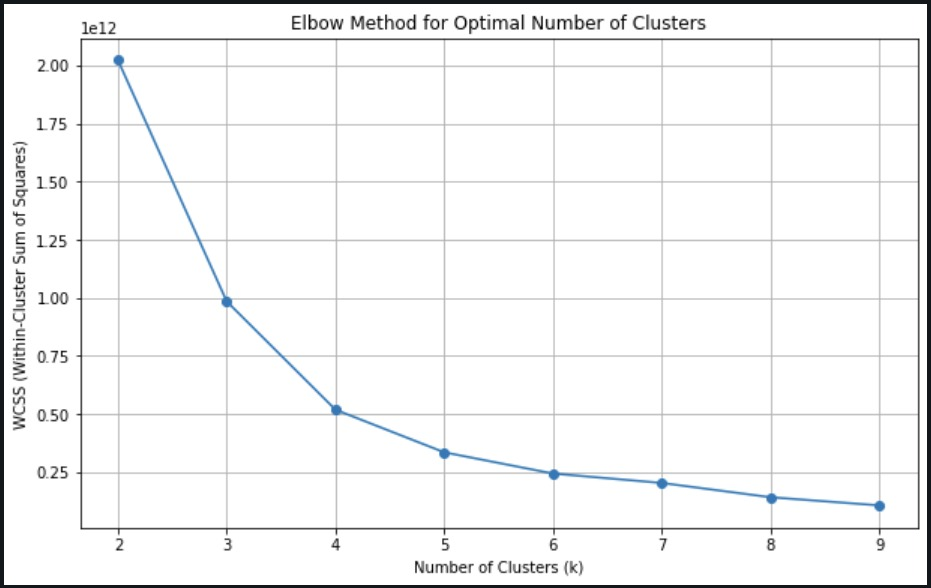 Elbow Method for Optimal Number of Clusters
1e12
2.00
1.75
1.50
1.25
1.00
0.75
0.50
0.25
WCSS (Within-Cluster Sum of Squares)
2 3 4 5 6 7 8 9
Number of Clusters (k)